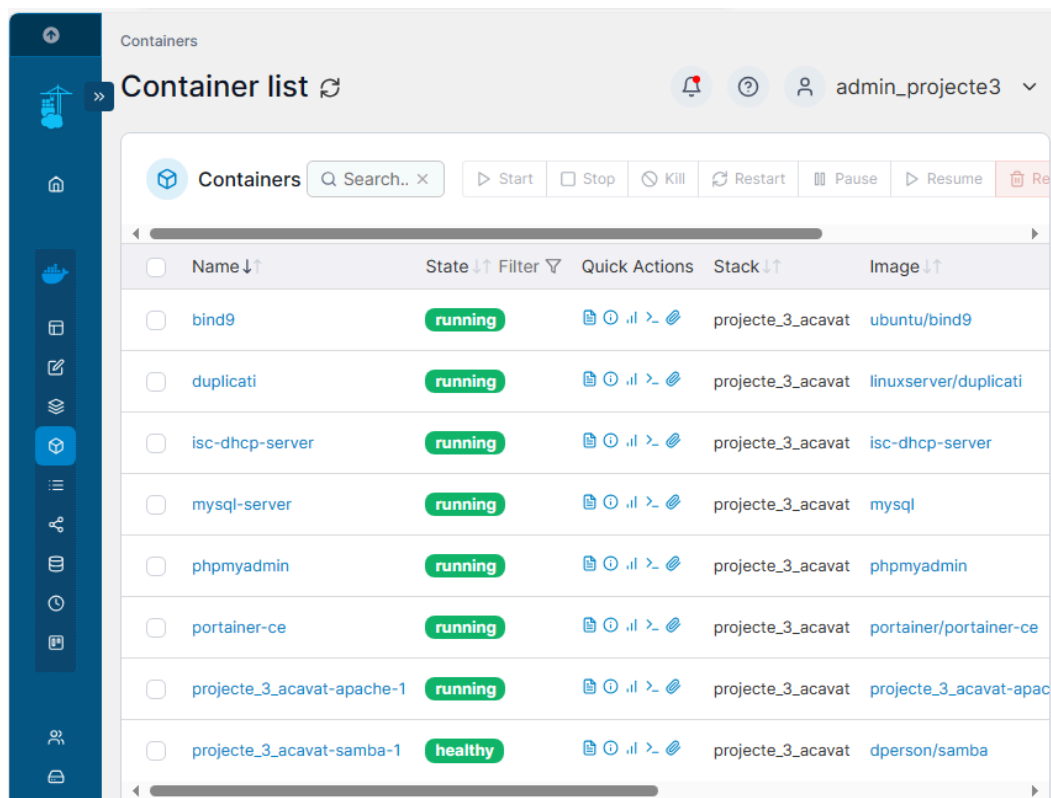 Containers
Container list
admin_projecte3
Containers Search.. Start Stop Kill Restart Pause Resume Re
Name State Filter Quick Actions Stack Image
bind9 running projecte_3_acavat ubuntu/bind9
duplicati running projecte_3_acavat linuxserver/duplicati
isc-dhcp-server running projecte_3_acavat isc-dhcp-server
mysql-server running projecte_3_acavat mysql
phpmyadmin running projecte_3_acavat phpmyadmin
portainer-ce running projecte_3_acavat portainer/portainer-ce
projecte_3_acavat-apache-1 running projecte_3_acavat projecte_3_acavat-apac
projecte_3_acavat-samba-1 healthy projecte_3_acavat dperson/samba